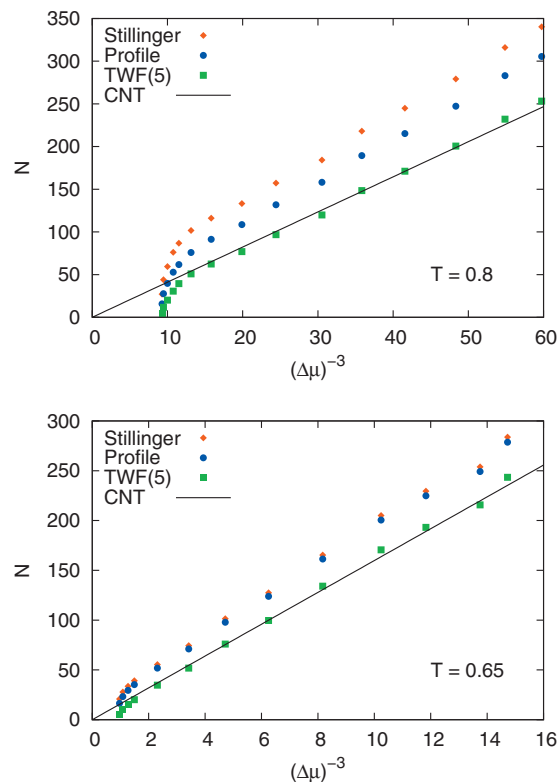 350
300
250
200
150
100
50
0
N
Stillinger
Profile
TWF(5)
CNT
T = 0.8
0 10 20 30 40 50 60
(Δμ)⁻³
300
250
200
150
100
50
0
N
Stillinger
Profile
TWF(5)
CNT
T = 0.65
0 2 4 6 8 10 12 14 16
(Δμ)⁻³